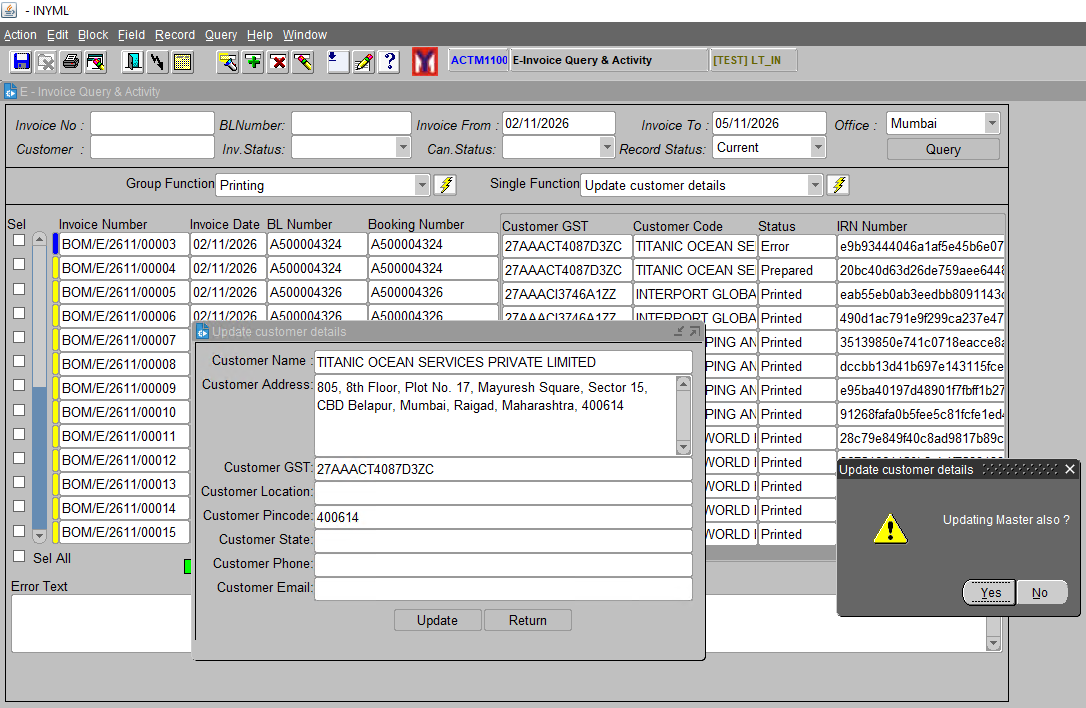 - INYML
Action Edit Block Field Record Query Help Window
ACTM1100 E-Invoice Query & Activity [TEST] LT_IN
E - Invoice Query & Activity
Invoice No : BLNumber: Invoice From : 02/11/2026 Invoice To : 05/11/2026 Office : Mumbai
Customer : Inv.Status: Can.Status: Record Status: Current Query
Group Function Printing Single Function Update customer details
Sel Invoice Number Invoice Date BL Number Booking Number Customer GST Customer Code Status IRN Number
BOM/E/2611/00003 02/11/2026 A500004324 A500004324 27AAACT4087D3ZC TITANIC OCEAN SE Error e9b93444046a1af5e45b6e07
BOM/E/2611/00004 02/11/2026 A500004324 A500004324 27AAACT4087D3ZC TITANIC OCEAN SE Prepared 20bc40d63d26de759aee6448
BOM/E/2611/00005 02/11/2026 A500004326 A500004326 27AAACI3746A1ZZ INTERPORT GLOBA Printed eab55eb0ab3eedbb8091143
BOM/E/2611/00006 02/11/2026 A500004326 A500004326 27AAACI3746A1ZZ INTERPORT GLOBA Printed 490d1ac791e9f299ca237e47
BOM/E/2611/00007 PING AN Printed 35139850e741c0718eacce8
BOM/E/2611/00008 PING AN Printed dccbb13d41b697e143115fce
BOM/E/2611/00009 PING AN Printed e95ba40197d48901f7fbff1b27
BOM/E/2611/00010 PING AN Printed 91268fafa0b5fee5c81fcfe1ed
BOM/E/2611/00011 WORLD I Printed 28c79e849f40c8ad9817b89c
BOM/E/2611/00012 WORLD I Printed
BOM/E/2611/00013 WORLD I Printed
BOM/E/2611/00014 WORLD I Printed
BOM/E/2611/00015 WORLD I Printed
Sel All
Error Text
Update customer details
Customer Name : TITANIC OCEAN SERVICES PRIVATE LIMITED
Customer Address: 805, 8th Floor, Plot No. 17, Mayuresh Square, Sector 15,
CBD Belapur, Mumbai, Raigad, Maharashtra, 400614
Customer GST: 27AAACT4087D3ZC
Customer Location:
Customer Pincode: 400614
Customer State:
Customer Phone:
Customer Email:
Update Return
Update customer details
Updating Master also ?
Yes No